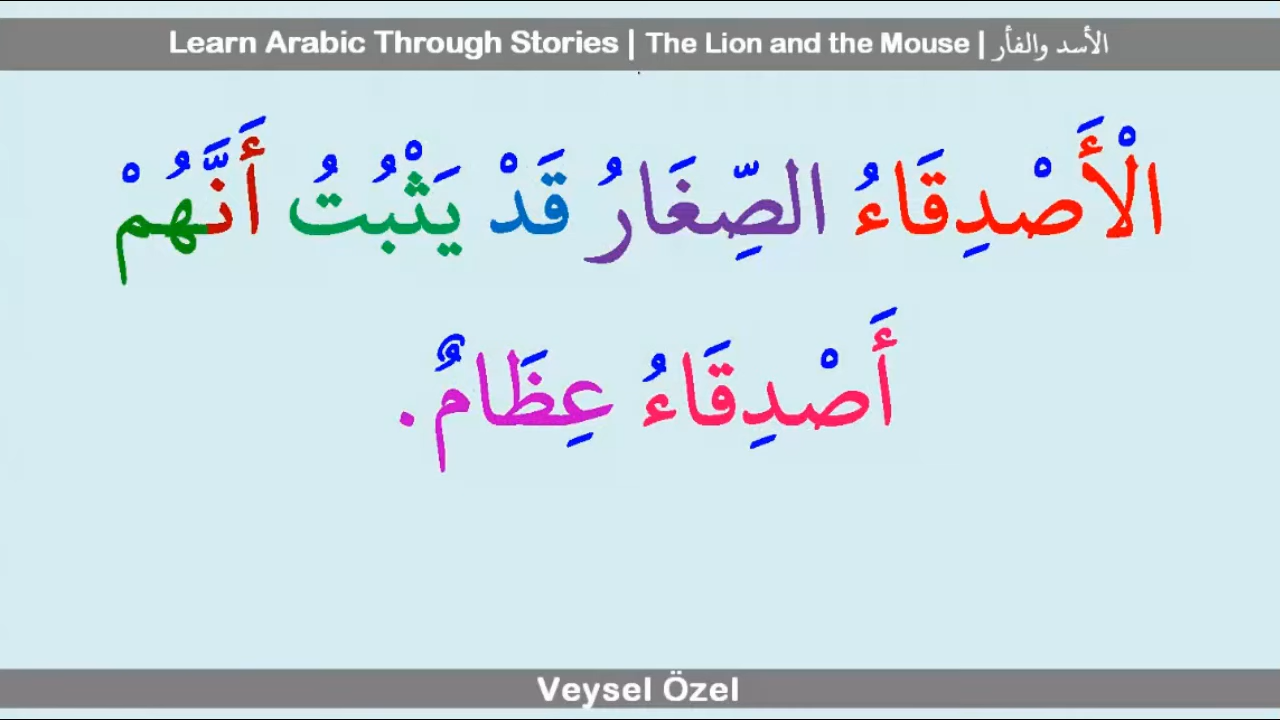 Learn Arabic Through Stories | The Lion and the Mouse | الأسد والفأر
الْأَصْدِقَاءُ الصِّغَارُ قَدْ يَثْبُتُ أَنَّهُمْ
أَصْدِقَاءُ عِظَامٌ.
Veysel Özel